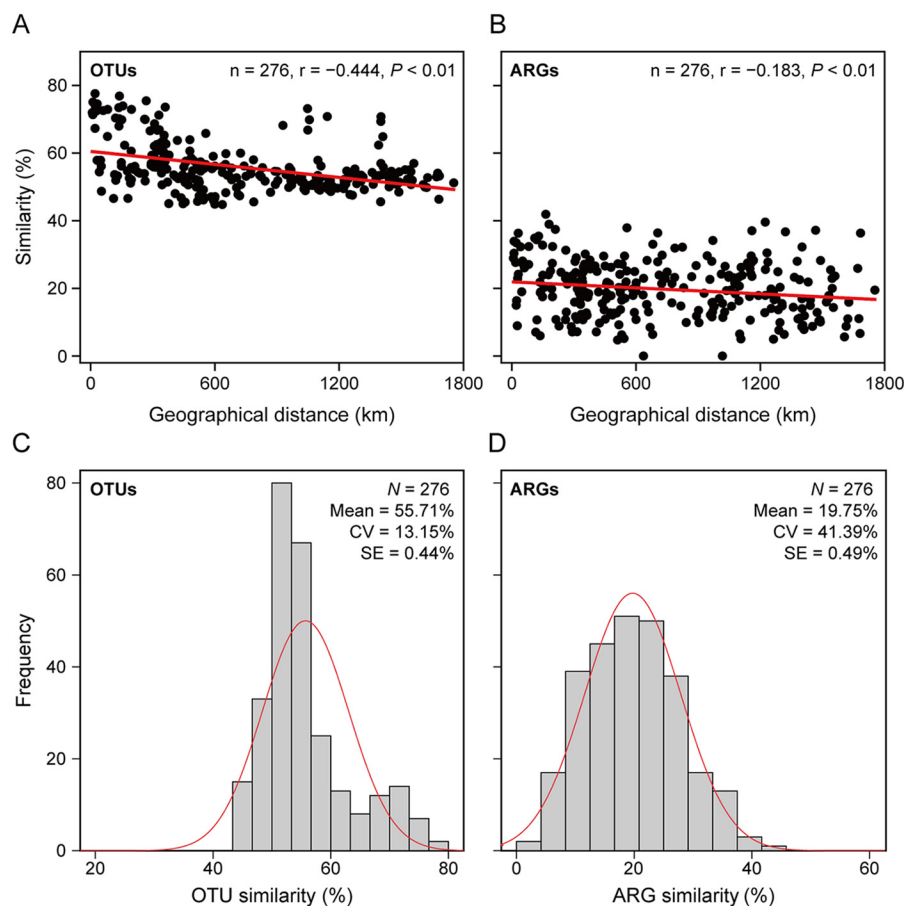 A
B
OTUs
n = 276, r = −0.444, P < 0.01
ARGs
n = 276, r = −0.183, P < 0.01
80
60
40
20
0
Similarity (%)
0
600
1200
1800
0
600
1200
1800
Geographical distance (km)
Geographical distance (km)
C
D
OTUs
N = 276
Mean = 55.71%
CV = 13.15%
SE = 0.44%
ARGs
N = 276
Mean = 19.75%
CV = 41.39%
SE = 0.49%
80
60
40
20
0
Frequency
20
40
60
80
0
20
40
60
OTU similarity (%)
ARG similarity (%)